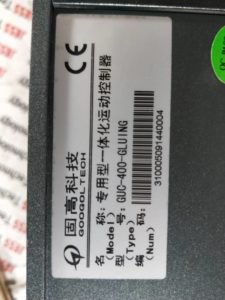 CE
固高科技
GOOGOLTECH
名 称: 专用型一体化运动控制器
(Model)
型 号: GUC-400-GLUING
(Type)
编 码:
(Num)
310005091440004